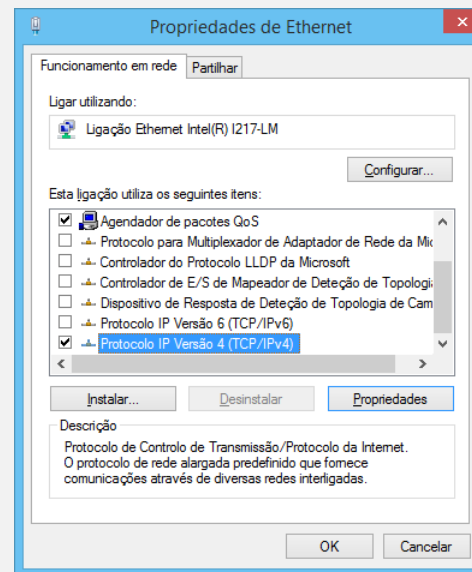 Propriedades de Ethernet
Funcionamento em rede
Partilhar
Ligar utilizando:
Ligação Ethernet Intel(R) I217-LM
Configurar...
Esta ligação utiliza os seguintes itens:
Agendador de pacotes QoS
Protocolo para Multiplexador de Adaptador de Rede da Mic
Controlador do Protocolo LLDP da Microsoft
Controlador de E/S de Mapeador de Deteção de Topologi
Dispositivo de Resposta de Deteção de Topologia de Cam
Protocolo IP Versão 6 (TCP/IPv6)
Protocolo IP Versão 4 (TCP/IPv4)
Instalar...
Desinstalar
Propriedades
Descrição
Protocolo de Controlo de Transmissão/Protocolo da Internet.
O protocolo de rede alargada predefinido que fornece
comunicações através de diversas redes interligadas.
OK
Cancelar